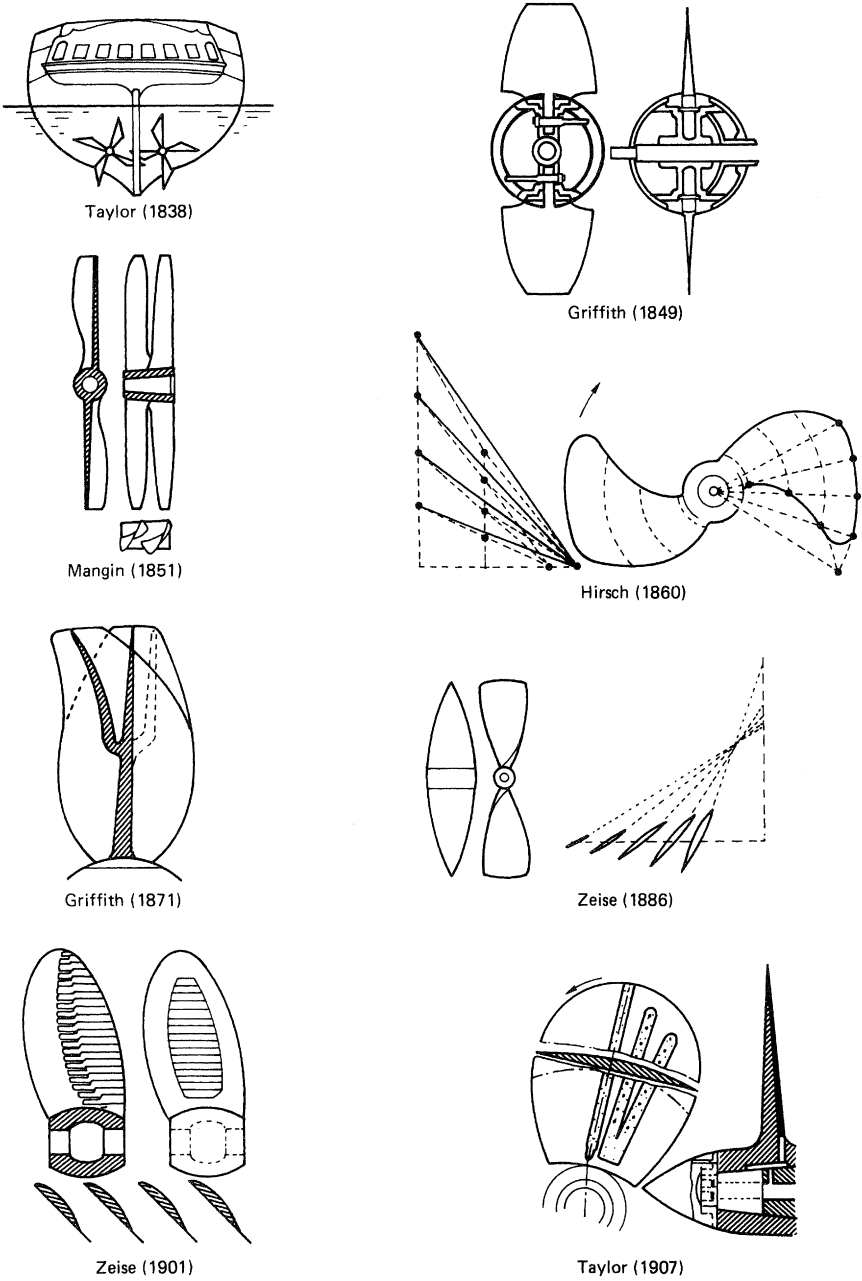 Taylor (1838)
Griffith (1849)
Mangin (1851)
Hirsch (1860)
Griffith (1871)
Zeise (1886)
Zeise (1901)
Taylor (1907)